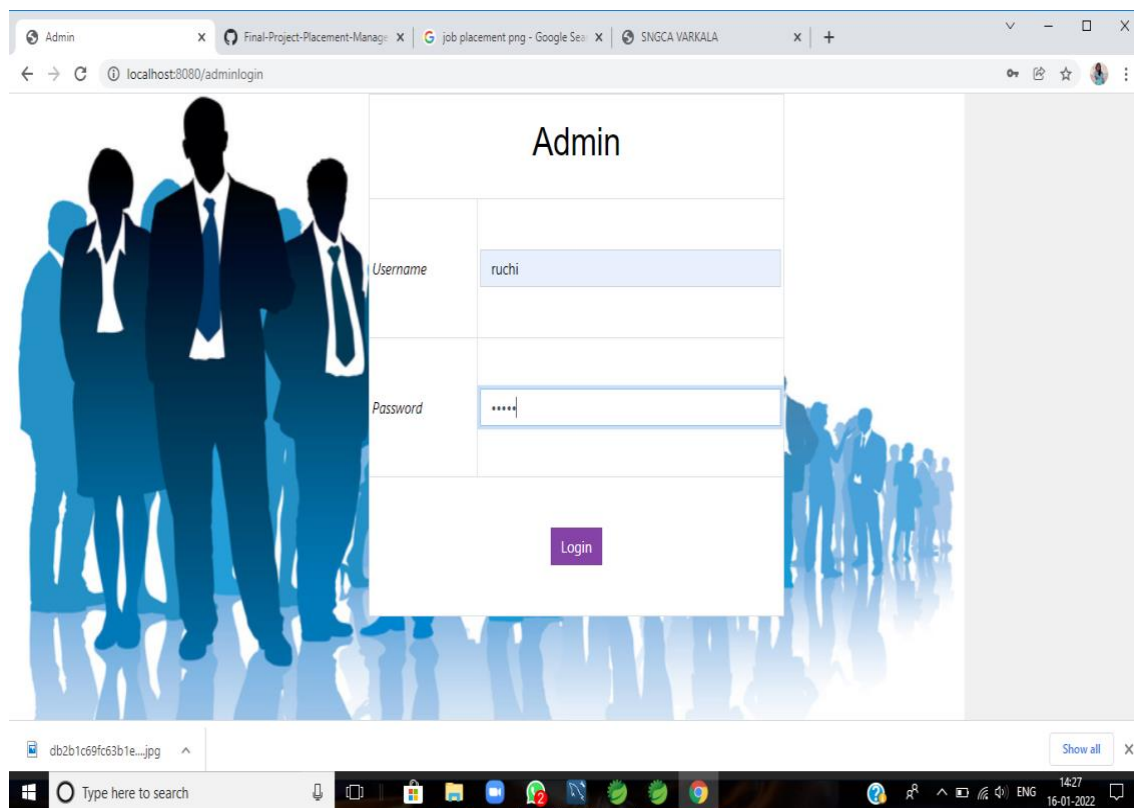 Admin
Final-Project-Placement-Manage
job placement png - Google Sea
SNGCA VARKALA
localhost:8080/adminlogin
Admin
Username
ruchi
Password
•••••
Login
db2b1c69fc63b1e....jpg
Show all
Type here to search
2
ENG
14:27
16-01-2022